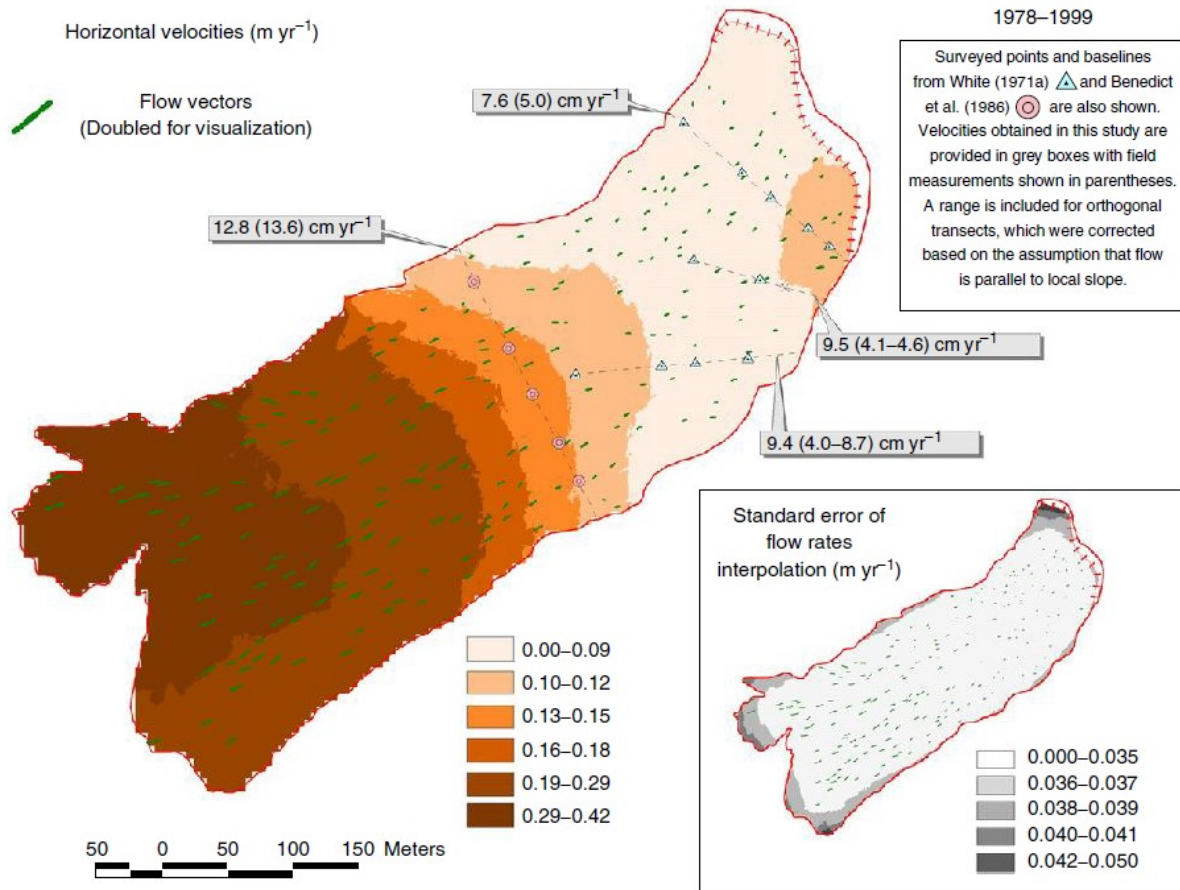 Horizontal velocities (m yr⁻¹)
Flow vectors
(Doubled for visualization)
1978–1999
Surveyed points and baselines
from White (1971a) and Benedict
et al. (1986) are also shown.
Velocities obtained in this study are
provided in grey boxes with field
measurements shown in parentheses.
A range is included for orthogonal
transects, which were corrected
based on the assumption that flow
is parallel to local slope.
7.6 (5.0) cm yr⁻¹
12.8 (13.6) cm yr⁻¹
9.5 (4.1–4.6) cm yr⁻¹
9.4 (4.0–8.7) cm yr⁻¹
0.00–0.09
0.10–0.12
0.13–0.15
0.16–0.18
0.19–0.29
0.29–0.42
50 0 50 100 150 Meters
Standard error of
flow rates
interpolation (m yr⁻¹)
0.000–0.035
0.036–0.037
0.038–0.039
0.040–0.041
0.042–0.050